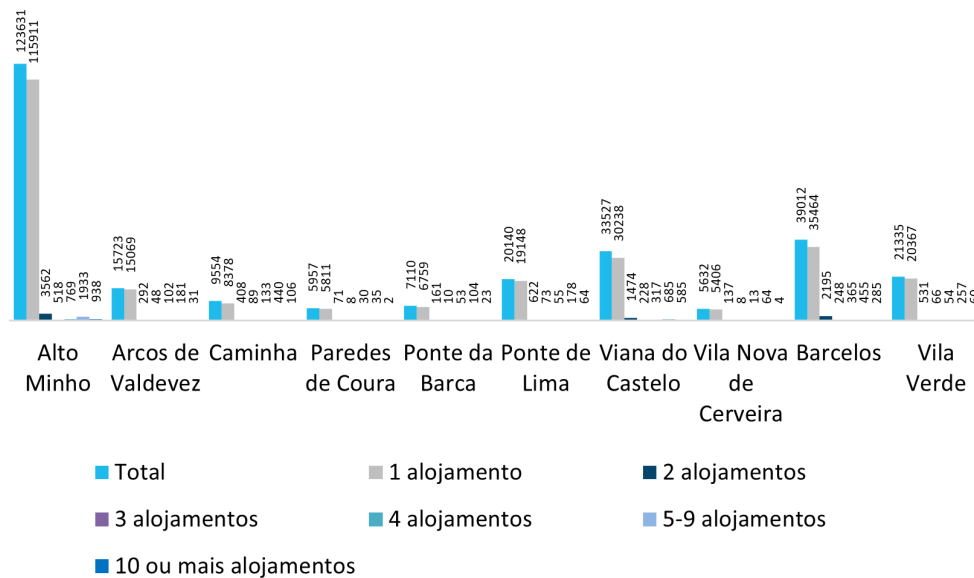 123631
115911
3562
518
769
1933
938
15723
15069
292
48
102
181
31
9554
8378
408
89
133
440
106
5957
5811
71
8
30
35
2
7110
6759
161
10
53
104
23
20140
19148
622
73
55
178
64
33527
30238
1474
228
317
685
585
5632
5406
137
8
13
64
4
39012
35464
2195
248
365
455
285
21335
20367
531
66
54
257
60
Alto
Minho
Arcos de
Valdevez
Caminha
Paredes
de Coura
Ponte da
Barca
Ponte de
Lima
Viana do
Castelo
Vila Nova
de
Cerveira
Barcelos
Vila
Verde
Total
1 alojamento
2 alojamentos
3 alojamentos
4 alojamentos
5-9 alojamentos
10 ou mais alojamentos